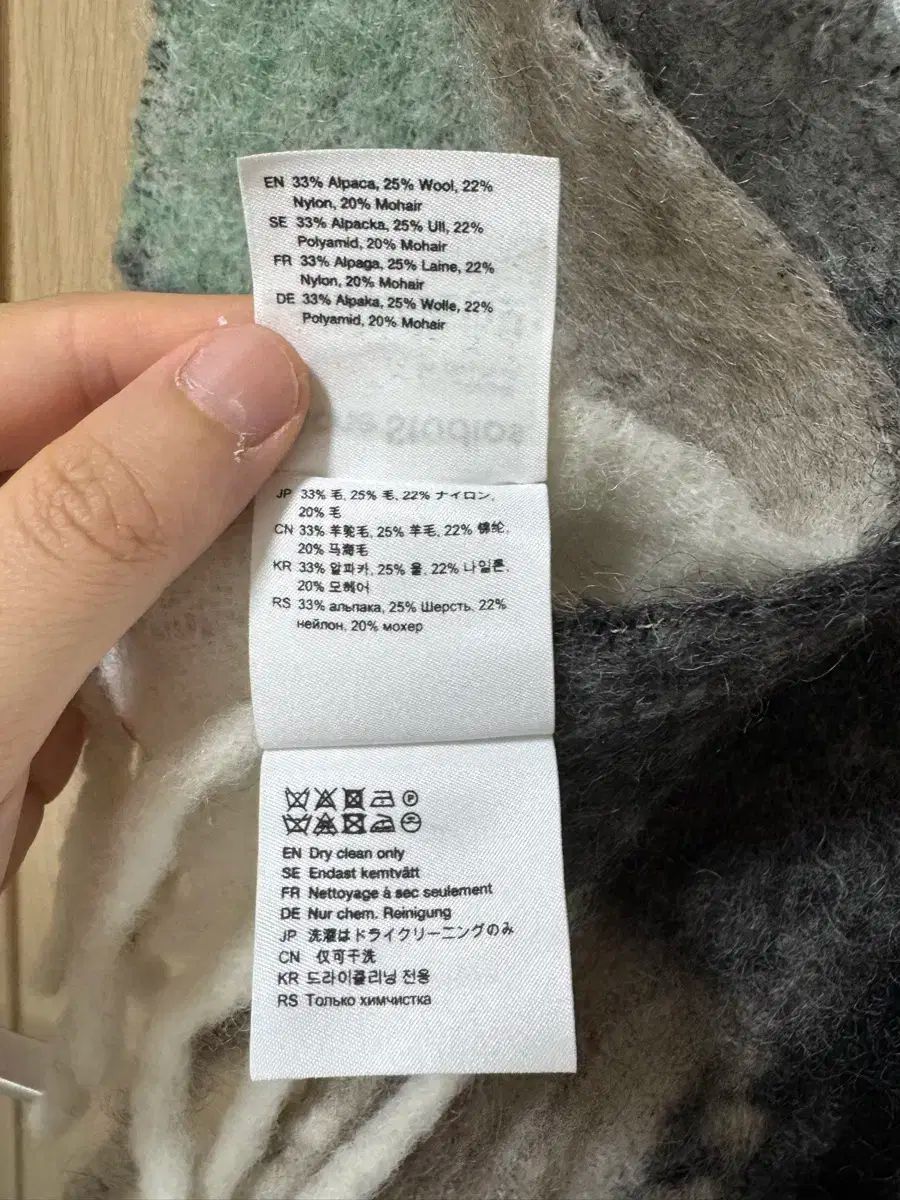 EN 33% Alpaca, 25% Wool, 22%
Nylon, 20% Mohair
SE 33% Alpacka, 25% Ull, 22%
Polyamid, 20% Mohair
FR 33% Alpaga, 25% Laine, 22%
Nylon, 20% Mohair
DE 33% Alpaka, 25% Wolle, 22%
Polyamid, 20% Mohair
Studios
JP 33% 毛, 25% 毛, 22% ナイロン,
20% 毛
CN 33% 羊驼毛, 25% 羊毛, 22% 锦纶,
20% 马海毛
KR 33% 알파카, 25% 울, 22% 나일론,
20% 모헤어
RS 33% альпака, 25% Шерсть, 22%
нейлон, 20% мохер
EN Dry clean only
SE Endast kemtvätt
FR Nettoyage à sec seulement
DE Nur chem. Reinigung
JP 洗濯はドライクリーニングのみ
CN 仅可干洗
KR 드라이클리닝 전용
RS Только химчистка